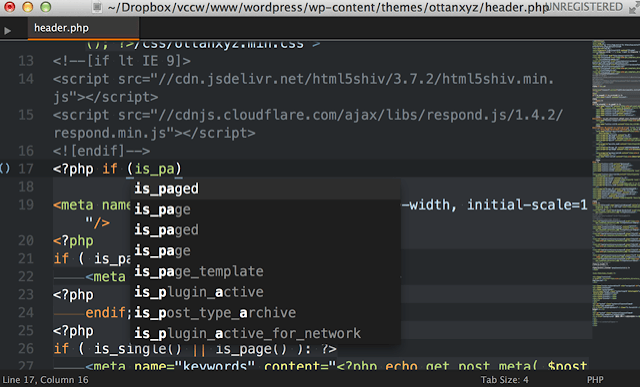 ~/Dropbox/vccw/www/wordpress/wp-content/themes/ottanxyz/header.php
UNREGISTERED
header.php
(); ?>/css/ottanxyz.min.css">
13 <!--[if lt IE 9]>
14 <script src="//cdn.jsdelivr.net/html5shiv/3.7.2/html5shiv.min.
js"></script>
15 <script src="//cdnjs.cloudflare.com/ajax/libs/respond.js/1.4.2/
respond.min.js"></script>
16 <![endif]-->
() 17 <?php if (is_pa)
18 is_paged
19 <meta name is_page -width, initial-scale=1
"/> is_paged
20 <?php is_page
21 if ( is_pa is_page_template
22 <meta is_plugin_active
23 <?php is_post_type_archive
24 endif; is_plugin_active_for_network
25 <?php
26 if ( is_single() || is_page() ): ?>
27 <meta name="keywords" content="<?php echo get_post_meta( $post
Line 17, Column 16
Tab Size: 4
PHP